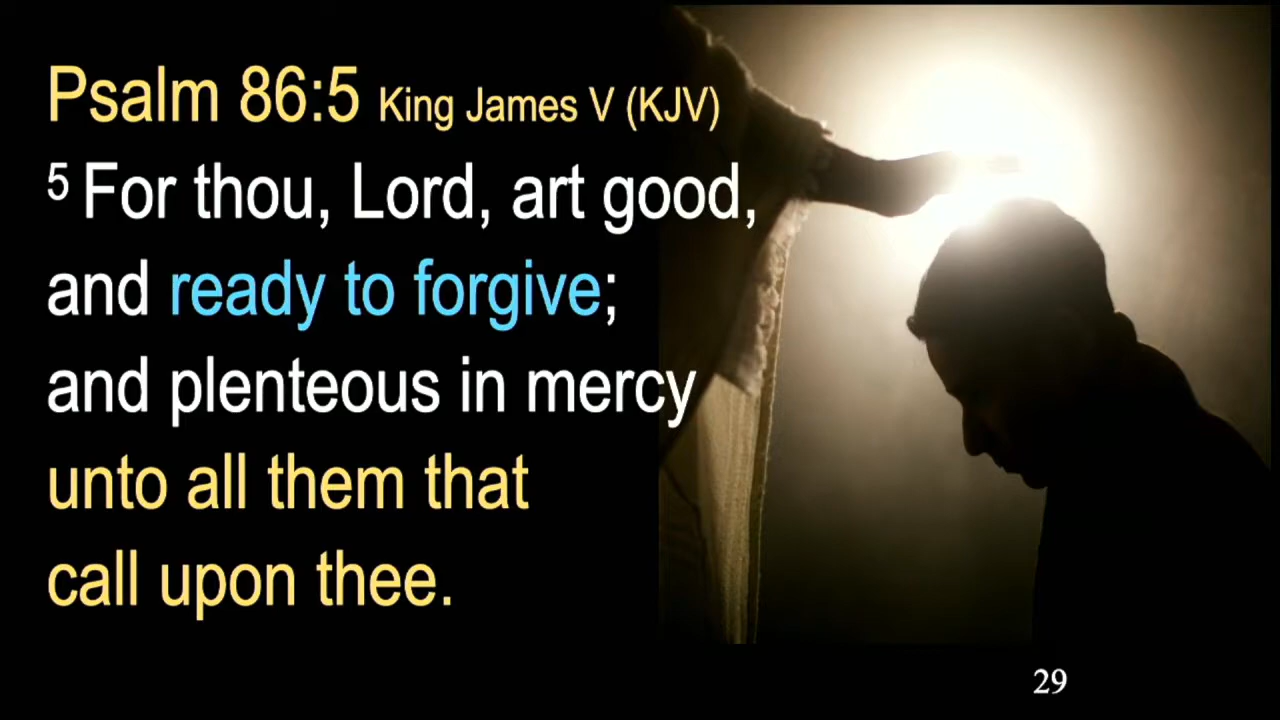 Psalm 86:5 King James V (KJV)
5 For thou, Lord, art good,
and ready to forgive;
and plenteous in mercy
unto all them that
call upon thee.
29